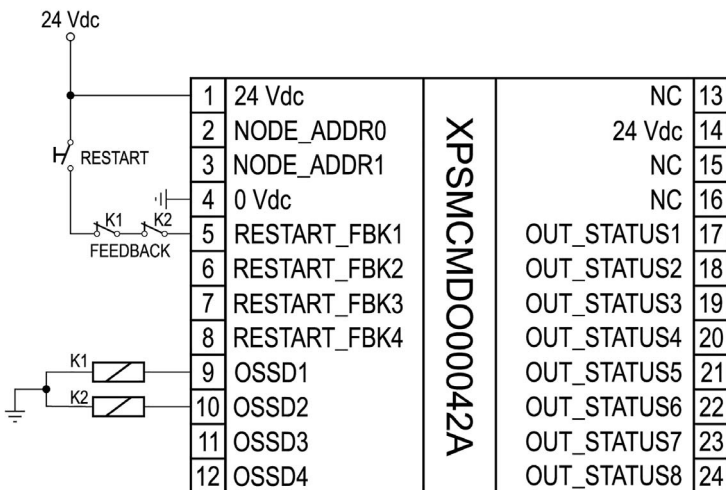 24 Vdc
1 24 Vdc NC 13
2 NODE_ADDR0 24 Vdc 14
RESTART
3 NODE_ADDR1 NC 15
4 0 Vdc NC 16
K1 K2
5 RESTART_FBK1 OUT_STATUS1 17
FEEDBACK
6 RESTART_FBK2 OUT_STATUS2 18
7 RESTART_FBK3 OUT_STATUS3 19
8 RESTART_FBK4 OUT_STATUS4 20
K1
9 OSSD1 OUT_STATUS5 21
K2
10 OSSD2 OUT_STATUS6 22
11 OSSD3 OUT_STATUS7 23
12 OSSD4 OUT_STATUS8 24
XPSMCMDO00042A